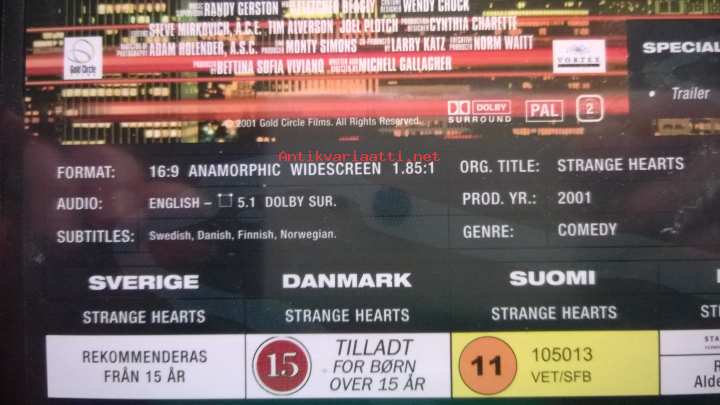 RANDY GERSTON WENDY CHUCK
STEVE MIRKOVICH, A.C.E. TIM ALVERSON JOEL PLOTCH CYNTHIA CHARETTE
ADAM HOLENDER, A.S.C. MONTY SIMONS LARRY KATZ NORM WAITT
BETTINA SOFIA VIVIANO MICHELL GALLAGHER
Gold Circle
VORTEX
SPECIAL
• Trailer
© 2001 Gold Circle Films. All Rights Reserved.
DOLBY
SURROUND
PAL
2
Antikvariaatti.net
FORMAT: 16:9 ANAMORPHIC WIDESCREEN 1.85:1
AUDIO: ENGLISH – 5.1 DOLBY SUR.
SUBTITLES: Swedish, Danish, Finnish, Norwegian.
ORG. TITLE: STRANGE HEARTS
PROD. YR.: 2001
GENRE: COMEDY
SVERIGE DANMARK SUOMI
STRANGE HEARTS STRANGE HEARTS STRANGE HEARTS
REKOMMENDERAS
FRÅN 15 ÅR
15
TILLADT
FOR BØRN
OVER 15 ÅR
11
105013
VET/SFB